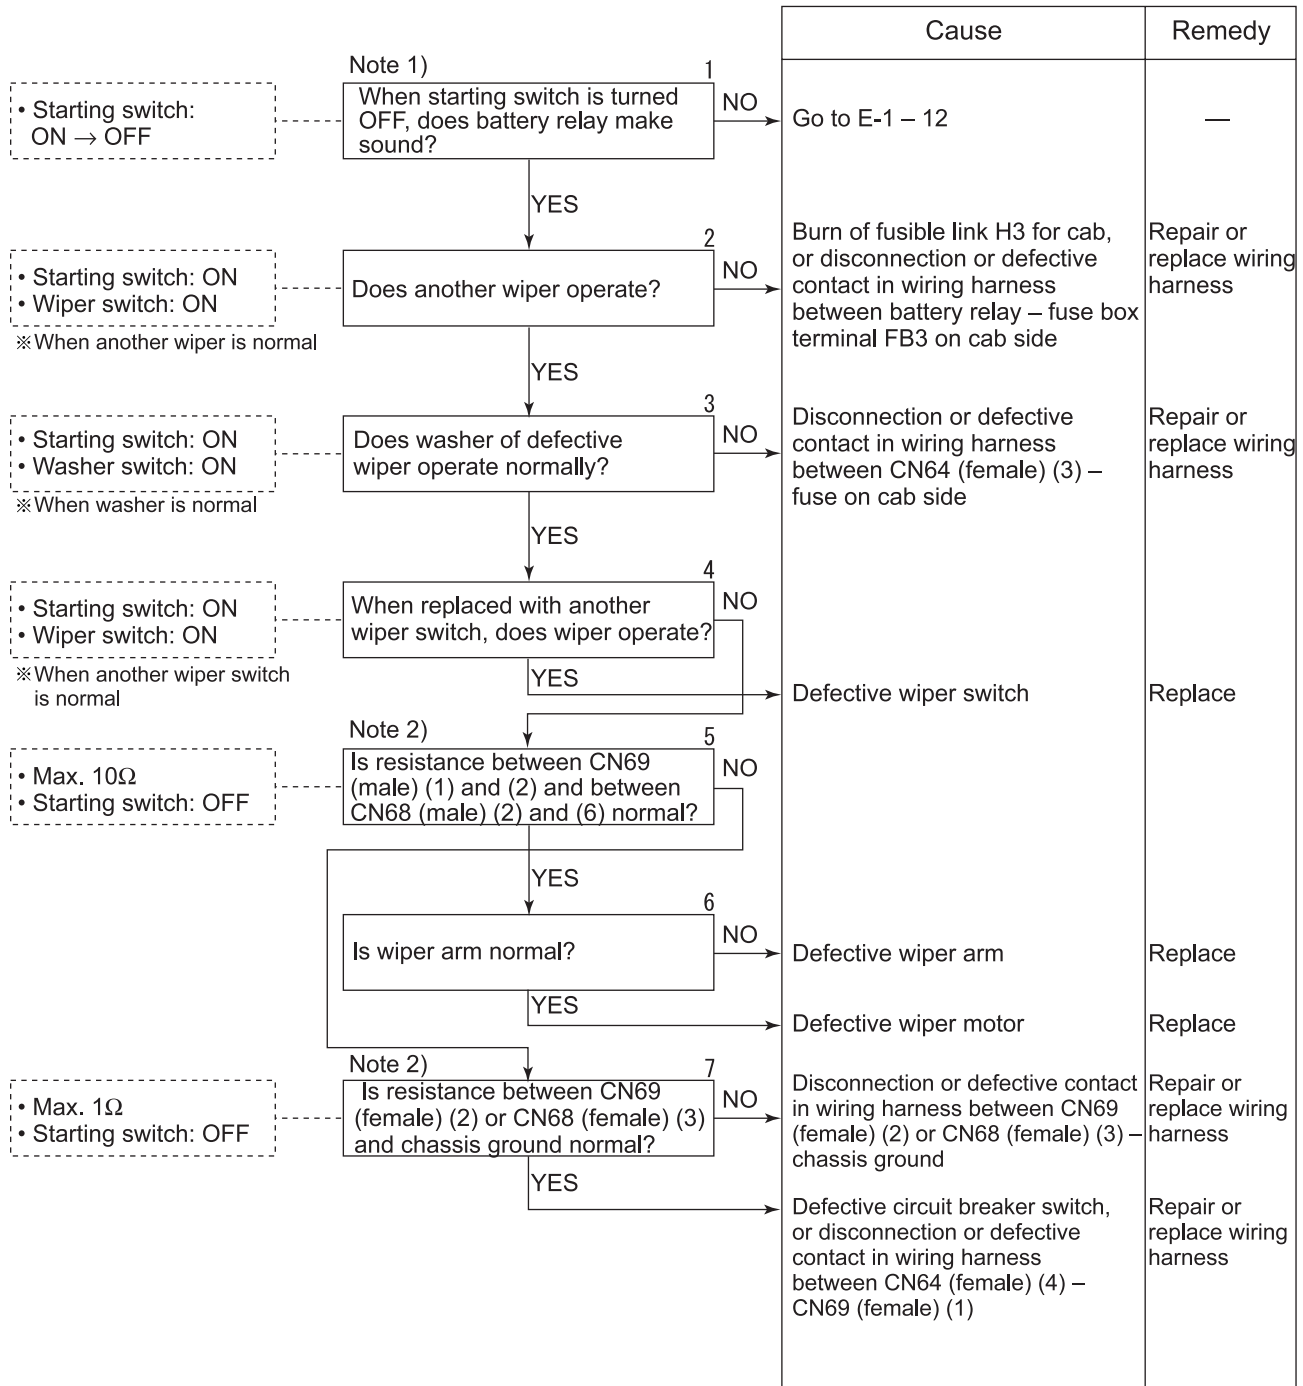 Cause
Remedy
Note 1)
1
• Starting switch:
ON → OFF
When starting switch is turned
OFF, does battery relay make
sound?
NO
Go to E-1 – 12
—
YES
2
• Starting switch: ON
• Wiper switch: ON
※When another wiper is normal
Does another wiper operate?
NO
Burn of fusible link H3 for cab,
or disconnection or defective
contact in wiring harness
between battery relay – fuse box
terminal FB3 on cab side
Repair or
replace wiring
harness
YES
3
• Starting switch: ON
• Washer switch: ON
※When washer is normal
Does washer of defective
wiper operate normally?
NO
Disconnection or defective
contact in wiring harness
between CN64 (female) (3) –
fuse on cab side
Repair or
replace wiring
harness
YES
4
• Starting switch: ON
• Wiper switch: ON
※When another wiper switch
is normal
When replaced with another
wiper switch, does wiper operate?
NO
YES
Defective wiper switch
Replace
Note 2)
5
• Max. 10Ω
• Starting switch: OFF
Is resistance between CN69
(male) (1) and (2) and between
CN68 (male) (2) and (6) normal?
NO
YES
6
Is wiper arm normal?
NO
Defective wiper arm
Replace
YES
Defective wiper motor
Replace
Note 2)
7
• Max. 1Ω
• Starting switch: OFF
Is resistance between CN69
(female) (2) or CN68 (female) (3)
and chassis ground normal?
NO
Disconnection or defective contact
in wiring harness between CN69
(female) (2) or CN68 (female) (3) –
chassis ground
Repair or
replace wiring
harness
YES
Defective circuit breaker switch,
or disconnection or defective
contact in wiring harness
between CN64 (female) (4) –
CN69 (female) (1)
Repair or
replace wiring
harness